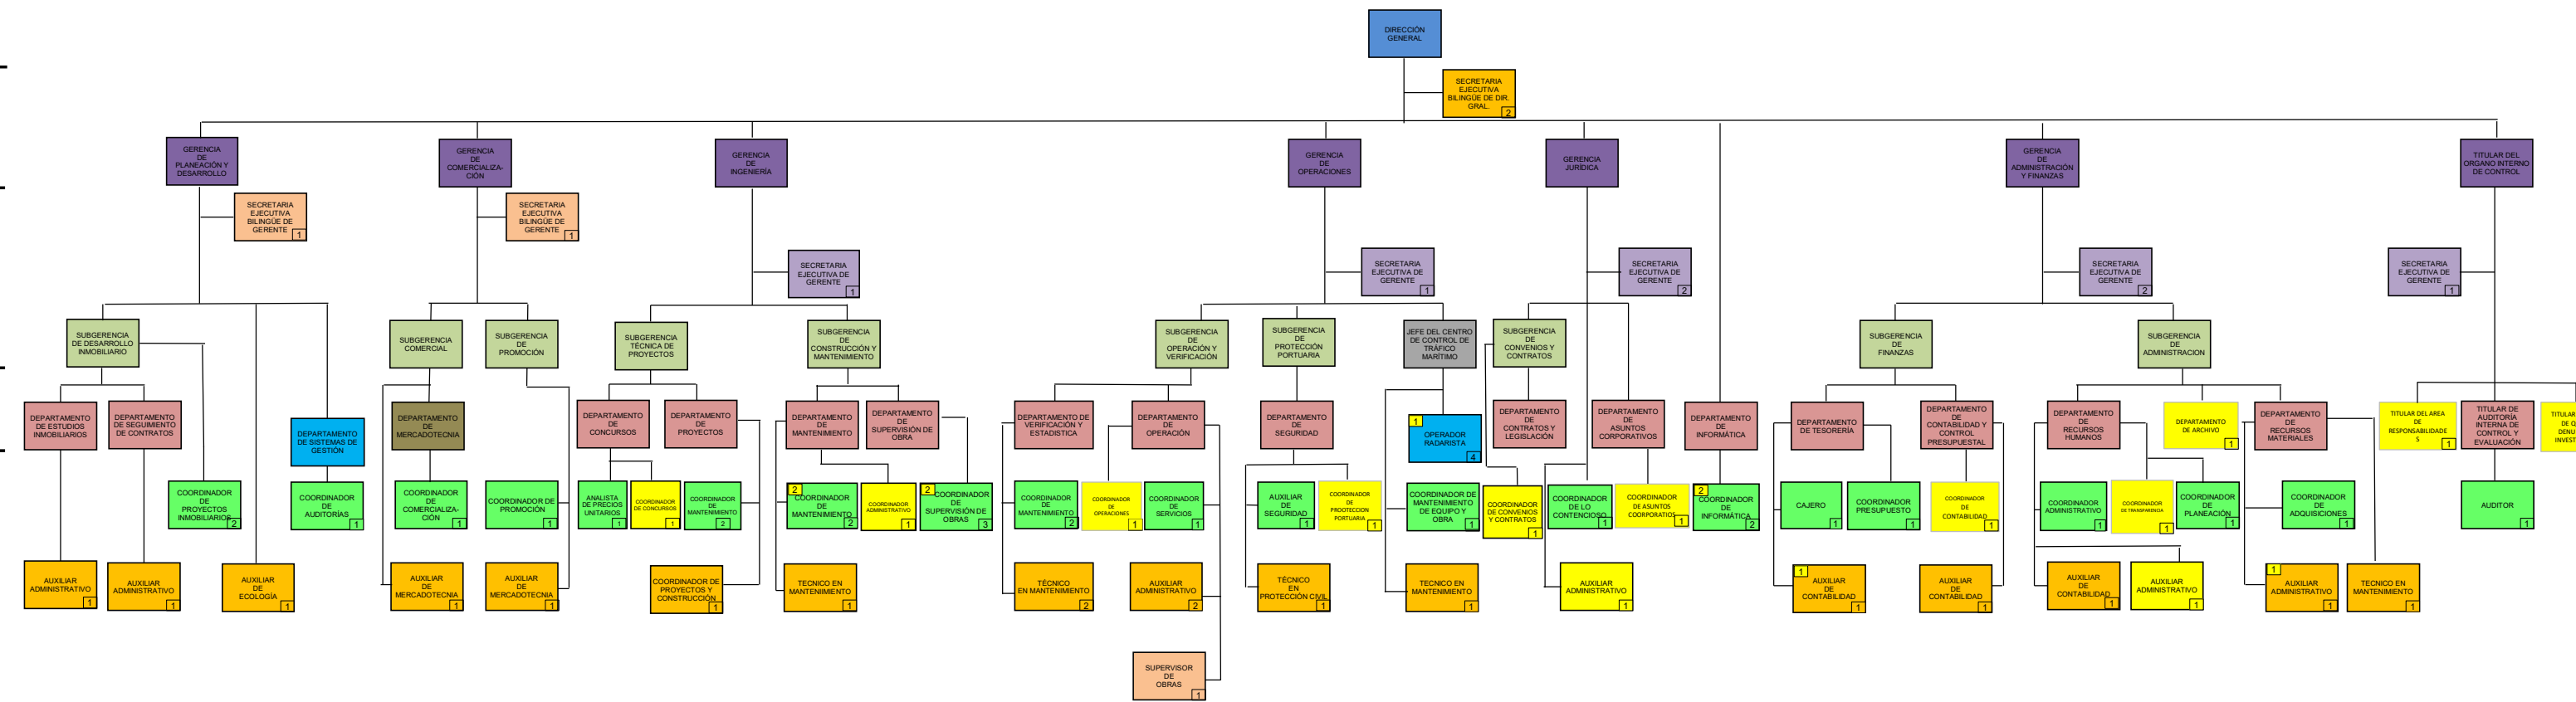 DIRECCIÓN
GENERAL
SECRETARIA
EJECUTIVA
BILINGÜE DE DIR.
GRAL.
2
GERENCIA
DE
PLANEACIÓN Y
DESARROLLO
GERENCIA
DE
COMERCIALIZA-
CIÓN
GERENCIA
DE
INGENIERÍA
GERENCIA
DE
OPERACIONES
GERENCIA
JURÍDICA
GERENCIA
DE
ADMINISTRACIÓN
Y FINANZAS
TITULAR DEL
ORGANO INTERNO
DE CONTROL
SECRETARIA
EJECUTIVA
BILINGÜE DE
GERENTE
1
SECRETARIA
EJECUTIVA
BILINGÜE DE
GERENTE
1
SECRETARIA
EJECUTIVA DE
GERENTE
1
SECRETARIA
EJECUTIVA DE
GERENTE
1
SECRETARIA
EJECUTIVA DE
GERENTE
2
SECRETARIA
EJECUTIVA DE
GERENTE
2
SECRETARIA
EJECUTIVA DE
GERENTE
1
SUBGERENCIA
DE DESARROLLO
INMOBILIARIO
SUBGERENCIA
COMERCIAL
SUBGERENCIA
DE
PROMOCIÓN
SUBGERENCIA
TÉCNICA DE
PROYECTOS
SUBGERENCIA
DE
CONSTRUCCIÓN Y
MANTENIMIENTO
SUBGERENCIA
DE
OPERACIÓN Y
VERIFICACIÓN
SUBGERENCIA
DE
PROTECCIÓN
PORTUARIA
JEFE DEL CENTRO
DE CONTROL DE
TRÁFICO
MARÍTIMO
SUBGERENCIA
DE
CONVENIOS Y
CONTRATOS
SUBGERENCIA
DE
FINANZAS
SUBGERENCIA
DE
ADMINISTRACION
DEPARTAMENTO
DE ESTUDIOS
INMOBILIARIOS
DEPARTAMENTO
DE SEGUIMIENTO
DE CONTRATOS
DEPARTAMENTO
DE SISTEMAS DE
GESTIÓN
DEPARTAMENTO
DE
MERCADOTECNIA
DEPARTAMENTO
DE
CONCURSOS
DEPARTAMENTO
DE
PROYECTOS
DEPARTAMENTO
DE
MANTENIMIENTO
DEPARTAMENTO
DE
SUPERVISIÓN DE
OBRA
DEPARTAMENTO DE
VERIFICACIÓN Y
ESTADISTICA
DEPARTAMENTO
DE
OPERACIÓN
DEPARTAMENTO
DE
SEGURIDAD
1
OPERADOR
RADARISTA
4
DEPARTAMENTO
DE
CONTRATOS Y
LEGISLACIÓN
DEPARTAMENTO
DE
ASUNTOS
CORPORATIVOS
DEPARTAMENTO
DE
INFORMÁTICA
DEPARTAMENTO
DE TESORERÍA
DEPARTAMENTO
DE
CONTABILIDAD Y
CONTROL
PRESUPUESTAL
DEPARTAMENTO
DE
RECURSOS
HUMANOS
DEPARTAMENTO
DE ARCHIVO
1
DEPARTAMENTO
DE
RECURSOS
MATERIALES
TITULAR DEL AREA
DE
RESPONSABILIDADE
S
1
TITULAR DE
AUDITORÍA
INTERNA DE
CONTROL Y
EVALUACIÓN
TITULAR
DE Q
DENU
INVEST
COORDINADOR
DE
PROYECTOS
INMOBILIARIOS
2
COORDINADOR
DE
AUDITORÍAS
1
COORDINADOR
DE
COMERCIALIZA-
CIÓN
1
COORDINADOR DE
PROMOCIÓN
1
ANALISTA
DE PRECIOS
UNITARIOS
1
COORDINADOR
DE CONCURSOS
1
COORDINADOR
DE
MANTENIMIENTO
2
2
COORDINADOR
DE
MANTENIMIENTO
2
COORDINADOR
ADMINISTRATIVO
1
2
COORDINADOR
DE
SUPERVISIÓN DE
OBRAS
3
COORDINADOR
DE
MANTENIMIENTO
2
COORDINADOR
DE
OPERACIONES
1
COORDINADOR
DE
SERVICIOS
1
AUXILIAR
DE
SEGURIDAD
1
COORDINADOR
DE
PROTECCION
PORTUARIA
1
COORDINADOR DE
MANTENIMIENTO
DE EQUIPO Y
OBRA
1
COORDINADOR
DE CONVENIOS
Y CONTRATOS
1
COORDINADOR
DE LO
CONTENCIOSO
1
COORDINADOR
DE ASUNTOS
COORPORATIOS
1
2
COORDINADOR
DE
INFORMÁTICA
2
CAJERO
1
COORDINADOR
PRESUPUESTO
1
COORDINADOR
DE
CONTABILIDAD
1
COORDINADOR
ADMINISTRATIVO
1
COORDINADOR
DE TRANSPARENCIA
1
COORDINADOR
DE
PLANEACIÓN
1
COORDINADOR
DE
ADQUISICIONES
1
AUDITOR
1
AUXILIAR
ADMINISTRATIVO
1
AUXILIAR
ADMINISTRATIVO
1
AUXILIAR
DE
ECOLOGÍA
1
AUXILIAR
DE
MERCADOTECNIA
1
AUXILIAR
DE
MERCADOTECNIA
1
COORDINADOR DE
PROYECTOS Y
CONSTRUCCIÓN
1
TECNICO EN
MANTENIMIENTO
1
TÉCNICO
EN MANTENIMIENTO
2
AUXILIAR
ADMINISTRATIVO
2
TÉCNICO
EN
PROTECCIÓN CIVIL
1
TECNICO EN
MANTENIMIENTO
1
AUXILIAR
ADMINISTRATIVO
1
1
AUXILIAR
DE
CONTABILIDAD
1
AUXILIAR
DE
CONTABILIDAD
1
AUXILIAR
DE
CONTABILIDAD
1
AUXILIAR
ADMINISTRATIVO
1
1
AUXILIAR
ADMINISTRATIVO
1
TECNICO EN
MANTENIMIENTO
1
SUPERVISOR
DE
OBRAS
1